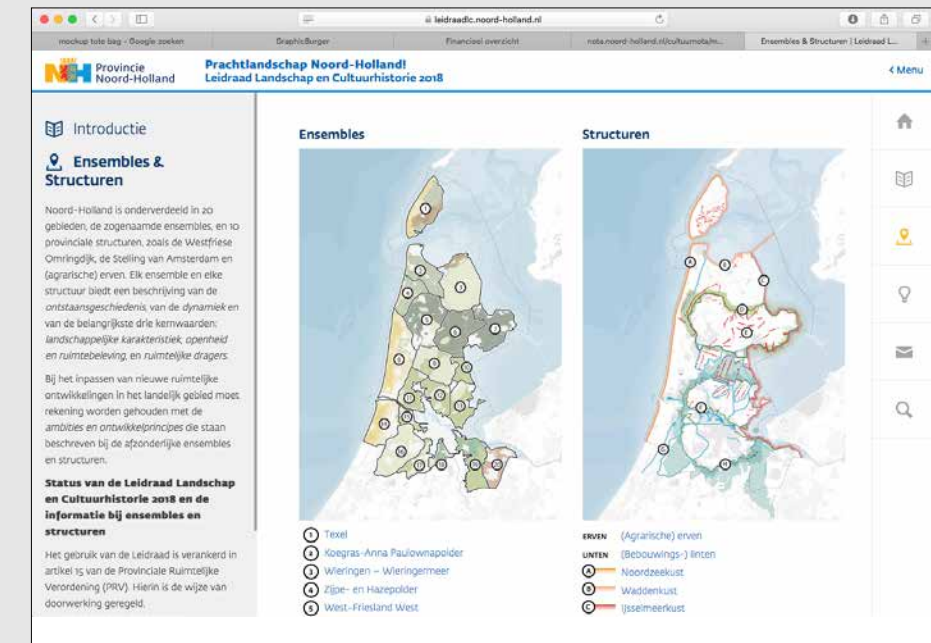 leidraadlc.noord-holland.nl
mockup tote bag - Google zoeken
GraphicBurger
Financieel overzicht
nota.noord-holland.nl/cultuurnota/m...
Ensembles & Structuren | Leidraad L...
Provincie
Noord-Holland
Prachtlandschap Noord-Holland!
Leidraad Landschap en Cultuurhistorie 2018
< Menu
Introductie
Ensembles &
Structuren
Noord-Holland is onderverdeeld in 20
gebieden, de zogenaamde ensembles, en 10
provinciale structuren, zoals de Westfriese
Omringdijk, de Stelling van Amsterdam en
(agrarische) erven. Elk ensemble en elke
structuur biedt een beschrijving van de
ontstaansgeschiedenis, van de dynamiek en
van de belangrijkste drie kernwaarden:
landschappelijke karakteristiek, openheid
en ruimtebeleving, en ruimtelijke dragers.
Bij het inpassen van nieuwe ruimtelijke
ontwikkelingen in het landelijk gebied moet
rekening worden gehouden met de
ambities en ontwikkelprincipes die staan
beschreven bij de afzonderlijke ensembles
en structuren.
Status van de Leidraad Landschap
en Cultuurhistorie 2018 en de
informatie bij ensembles en
structuren
Het gebruik van de Leidraad is verankerd in
artikel 15 van de Provinciale Ruimtelijke
Verordening (PRV). Hierin is de wijze van
doorwerking geregeld.
Ensembles
1 Texel
2 Koegras-Anna Paulownapolder
3 Wieringen – Wieringermeer
4 Zijpe- en Hazepolder
5 West-Friesland West
Structuren
ERVEN (Agrarische) erven
LINTEN (Bebouwings-) linten
A Noordzeekust
B Waddenkust
C IJsselmeerkust